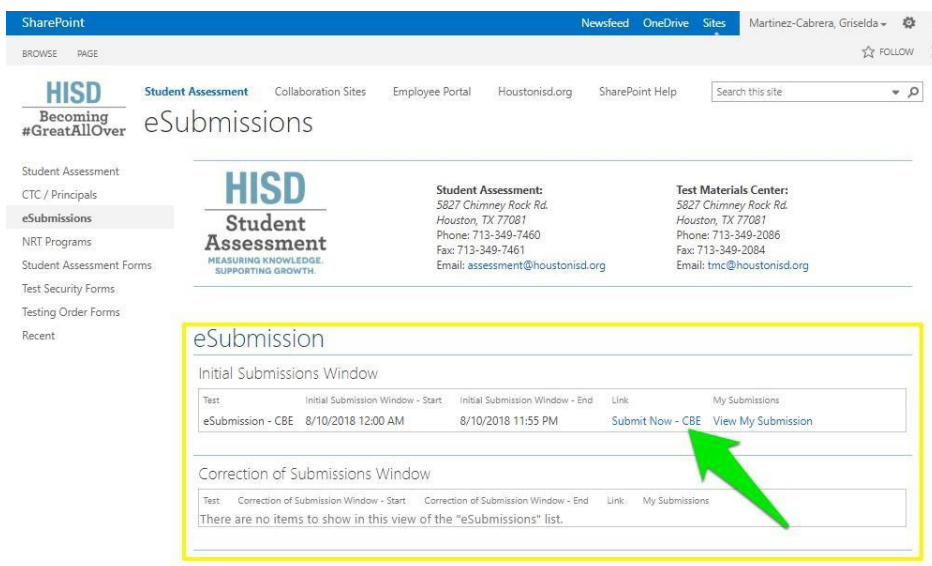 SharePoint
Newsfeed OneDrive Sites Martinez-Cabrera, Griselda
BROWSE PAGE
FOLLOW
HISD
Becoming
#GreatAllOver
Student Assessment Collaboration Sites Employee Portal Houstonisd.org SharePoint Help
Search this site
eSubmissions
Student Assessment
CTC / Principals
eSubmissions
NRT Programs
Student Assessment Forms
Test Security Forms
Testing Order Forms
Recent
HISD
Student
Assessment
MEASURING KNOWLEDGE.
SUPPORTING GROWTH.
Student Assessment:
5827 Chimney Rock Rd.
Houston, TX 77081
Phone: 713-349-7460
Fax: 713-349-7461
Email: assessment@houstonisd.org
Test Materials Center:
5827 Chimney Rock Rd.
Houston, TX 77081
Phone: 713-349-2086
Fax: 713-349-2084
Email: tmc@houstonisd.org
eSubmission
Initial Submissions Window
Test Initial Submission Window - Start Initial Submission Window - End Link My Submissions
eSubmission - CBE 8/10/2018 12:00 AM 8/10/2018 11:55 PM Submit Now - CBE View My Submission
Correction of Submissions Window
Test Correction of Submission Window - Start Correction of Submission Window - End Link My Submissions
There are no items to show in this view of the "eSubmissions" list.